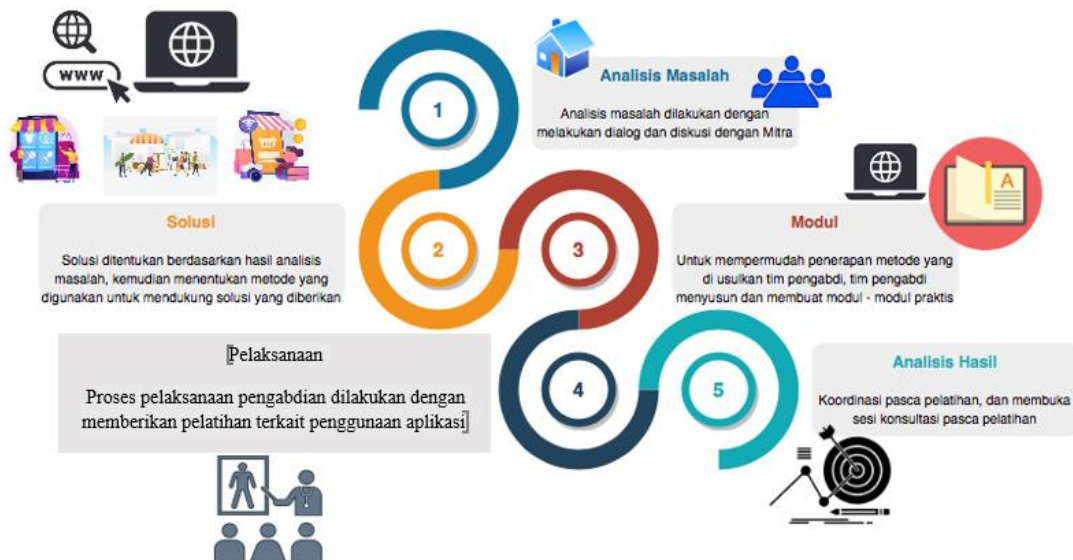 WWW
1
Analisis Masalah
Analisis masalah dilakukan dengan
melakukan dialog dan diskusi dengan Mitra
Solusi
Solusi ditentukan berdasarkan hasil analisis
masalah, kemudian menentukan metode yang
digunakan untuk mendukung solusi yang diberikan
2
3
Modul
Untuk mempermudah penerapan metode yang
di usulkan tim pengabdi, tim pengabdi
menyusun dan membuat modul - modul praktis
A
[Pelaksanaan
Proses pelaksanaan pengabdian dilakukan dengan
memberikan pelatihan terkait penggunaan aplikasi]
4
5
Analisis Hasil
Koordinasi pasca pelatihan, dan membuka
sesi konsultasi pasca pelatihan